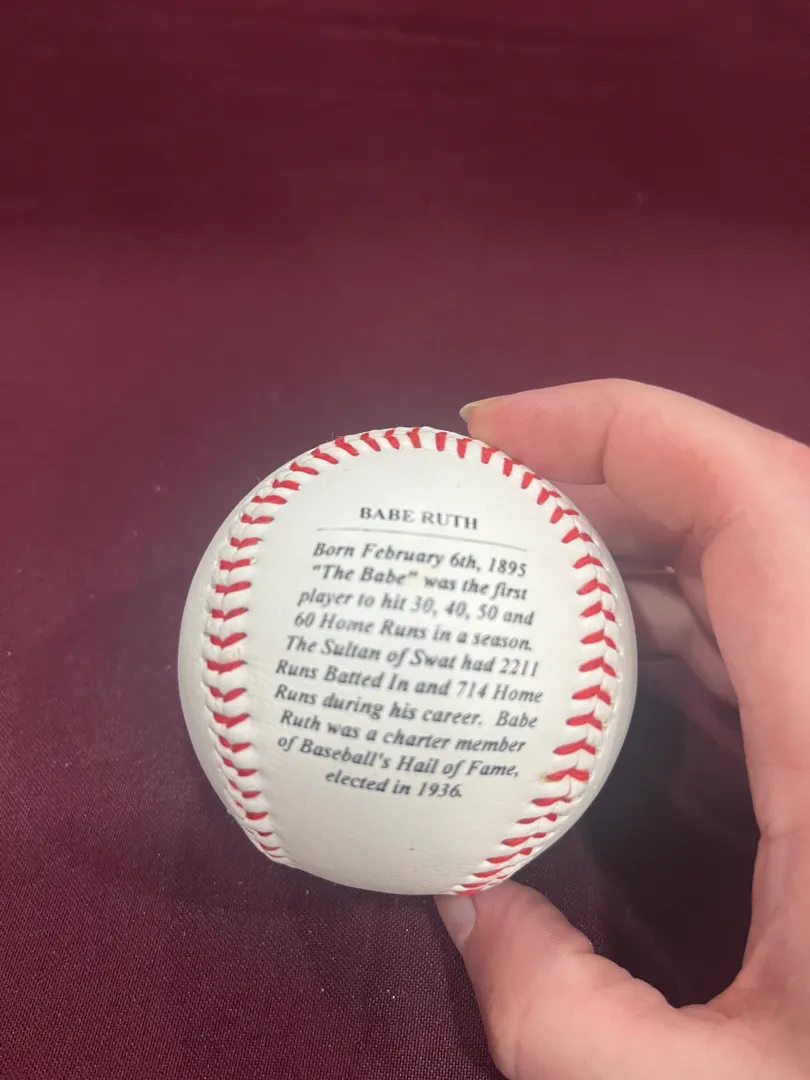 BABE RUTH
Born February 6th, 1895
"The Babe" was the first
player to hit 30, 40, 50 and
60 Home Runs in a season.
The Sultan of Swat had 2211
Runs Batted In and 714 Home
Runs during his career. Babe
Ruth was a charter member
of Baseball's Hall of Fame,
elected in 1936.